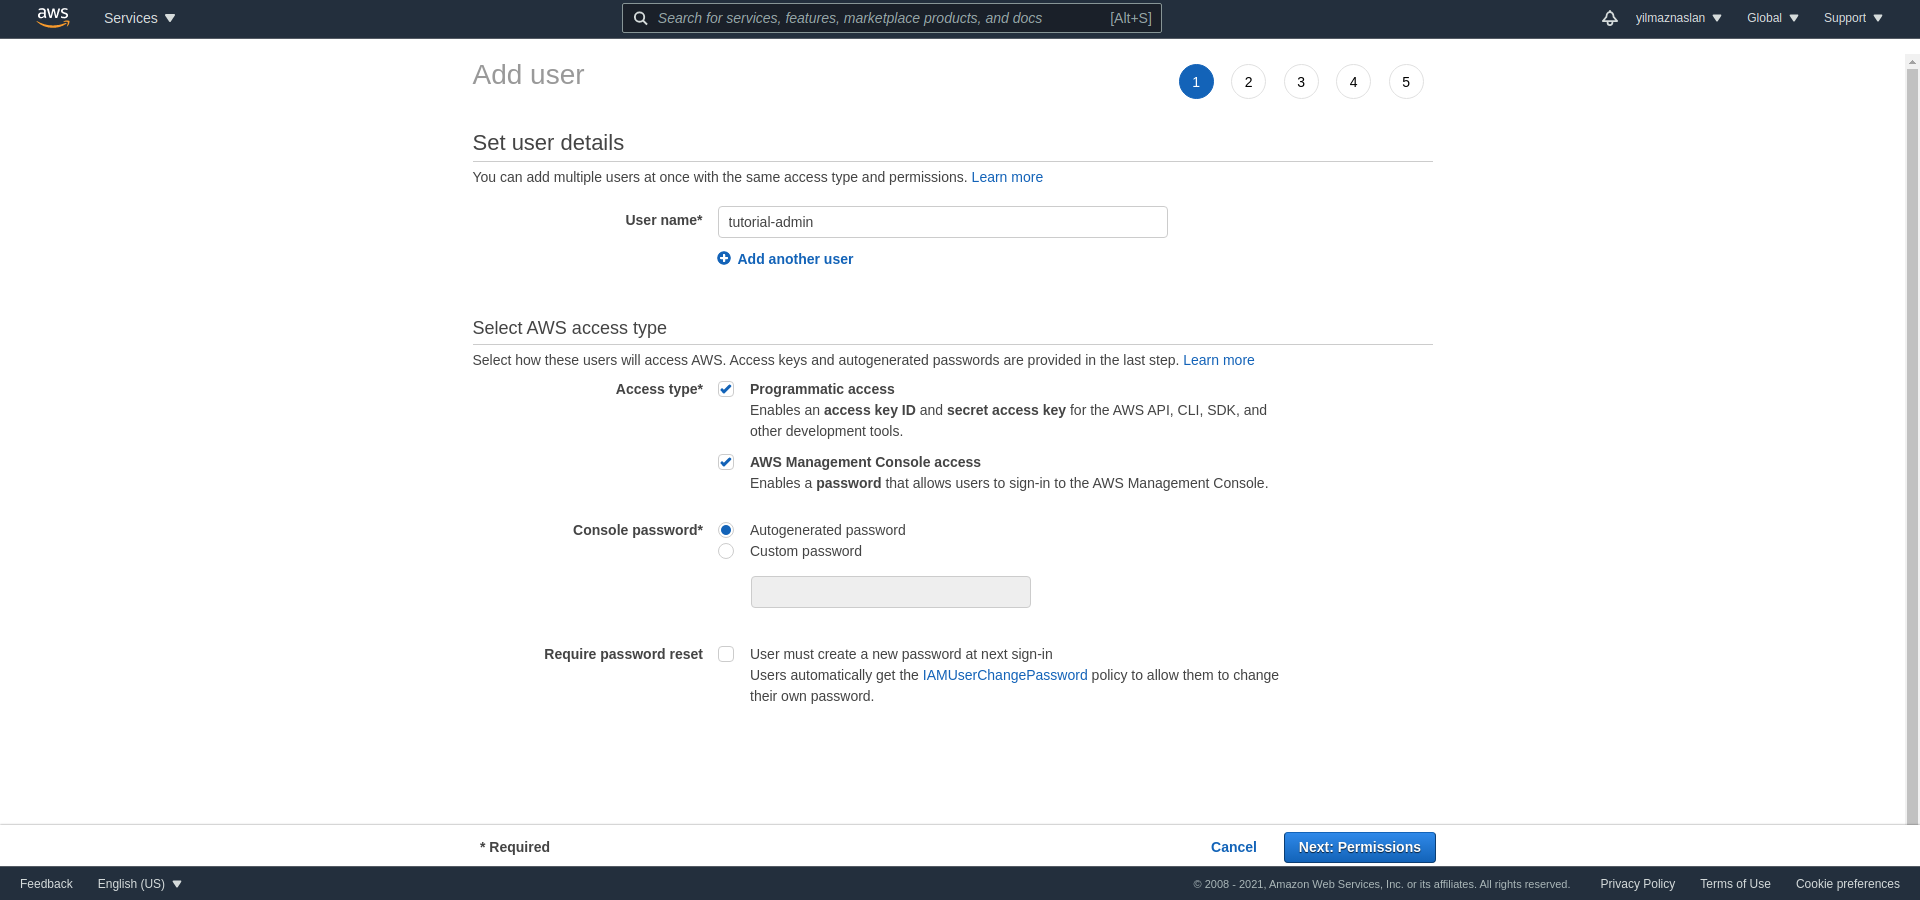 aws
Services
Search for services, features, marketplace products, and docs
[Alt+S]
yilmaznaslan
Global
Support
Add user
1
2
3
4
5
Set user details
You can add multiple users at once with the same access type and permissions. Learn more
User name*
tutorial-admin
Add another user
Select AWS access type
Select how these users will access AWS. Access keys and autogenerated passwords are provided in the last step. Learn more
Access type*
Programmatic access
Enables an access key ID and secret access key for the AWS API, CLI, SDK, and
other development tools.
AWS Management Console access
Enables a password that allows users to sign-in to the AWS Management Console.
Console password*
Autogenerated password
Custom password
Require password reset
User must create a new password at next sign-in
Users automatically get the IAMUserChangePassword policy to allow them to change
their own password.
* Required
Cancel
Next: Permissions
Feedback
English (US)
© 2008 - 2021, Amazon Web Services, Inc. or its affiliates. All rights reserved.
Privacy Policy
Terms of Use
Cookie preferences